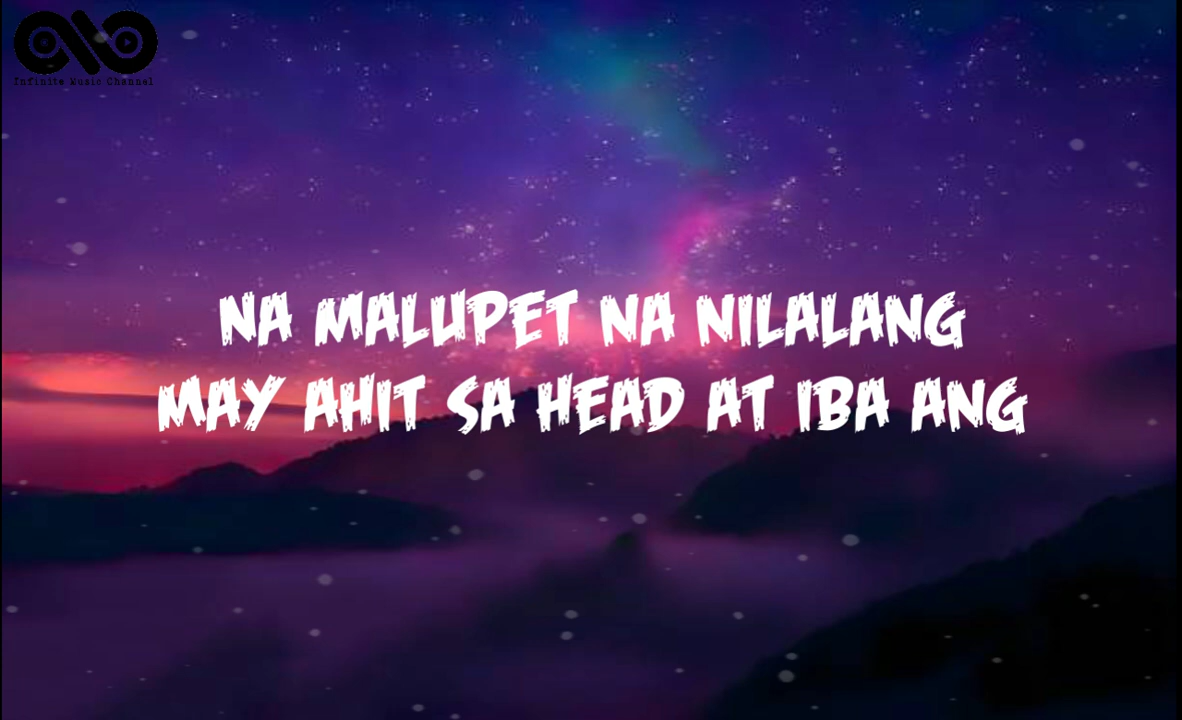 Infinite Music Channel
NA MALUPET NA NILALANG
MAY AHIT SA HEAD AT IBA ANG